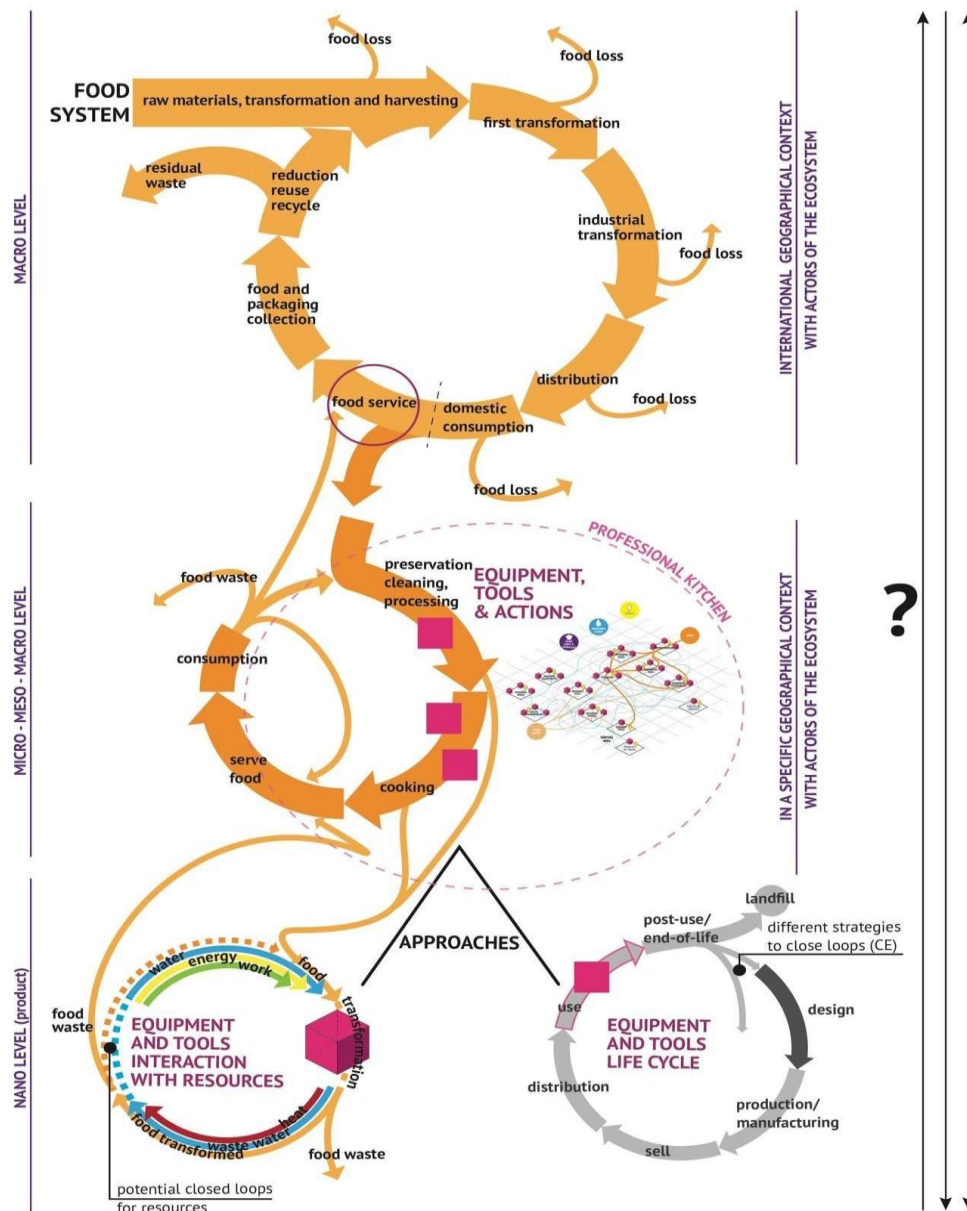 food loss
food loss
FOOD
SYSTEM
raw materials, transformation and harvesting
first transformation
residual
waste
reduction
reuse
recycle
industrial
transformation
food loss
food and
packaging
collection
distribution
food loss
food service
domestic
consumption
food loss
MACRO LEVEL
INTERNATIONAL GEOGRAPHICAL CONTEXT
WITH ACTORS OF THE ECOSYSTEM
PROFESSIONAL KITCHEN
preservation
cleaning,
processing
EQUIPMENT,
TOOLS
& ACTIONS
food waste
consumption
serve
food
cooking
MICRO - MESO - MACRO LEVEL
IN A SPECIFIC GEOGRAPHICAL CONTEXT
WITH ACTORS OF THE ECOSYSTEM
?
APPROACHES
water
energy
work
food
transformation
food
waste
EQUIPMENT
AND TOOLS
INTERACTION
WITH RESOURCES
heat
waste water
food transformed
food waste
potential closed loops
for resources
landfill
post-use/
end-of-life
different strategies
to close loops (CE)
use
design
EQUIPMENT
AND TOOLS
LIFE CYCLE
distribution
production/
manufacturing
sell
NANO LEVEL (product)